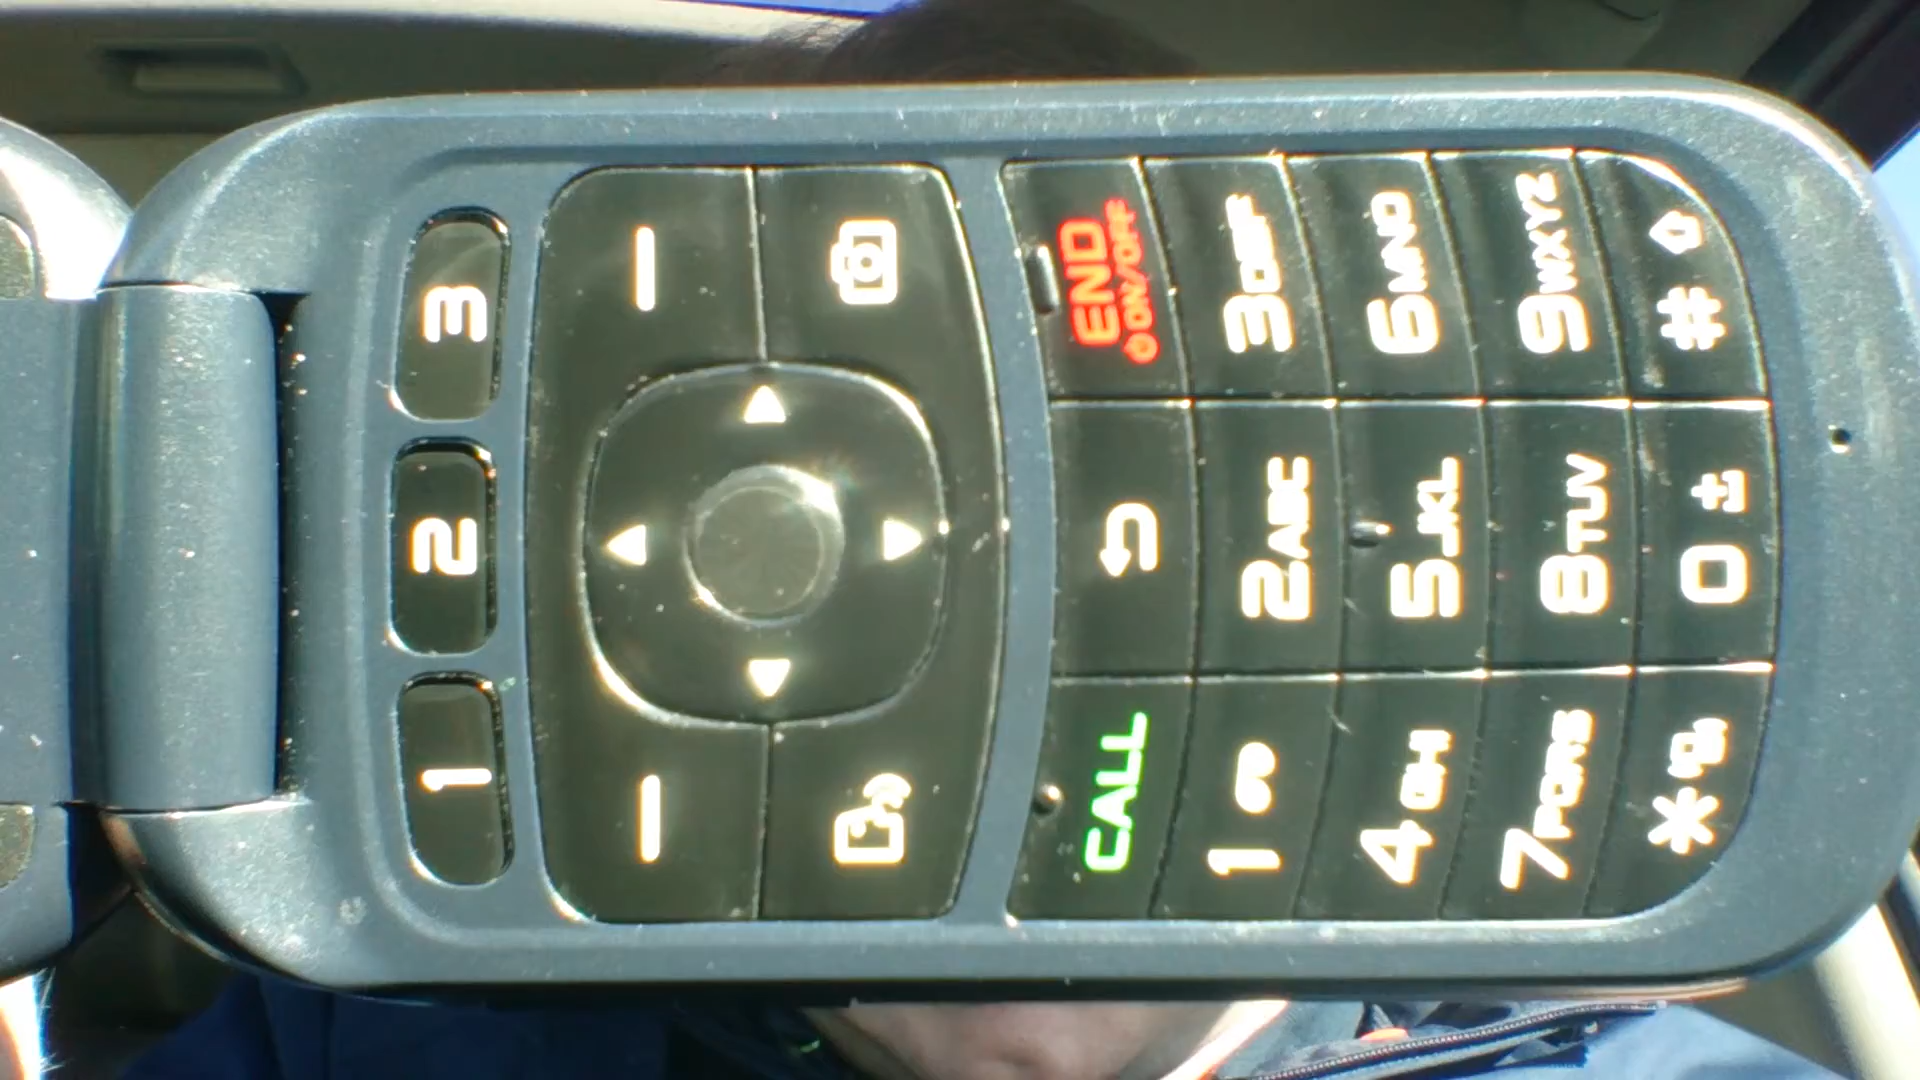 1 2 3
CALL END
ON/OFF
1 2ABC 3DEF
4GHI 5JKL 6MNO
7PQRS 8TUV 9WXYZ
* 0 ± #